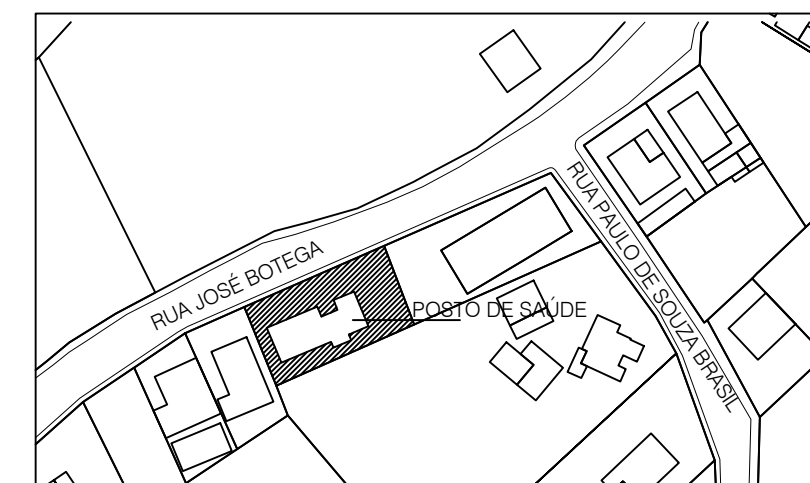 RUA JOSÉ BOTEGA
RUA PAULO DE SOUZA BRASIL
POSTO DE SAÚDE